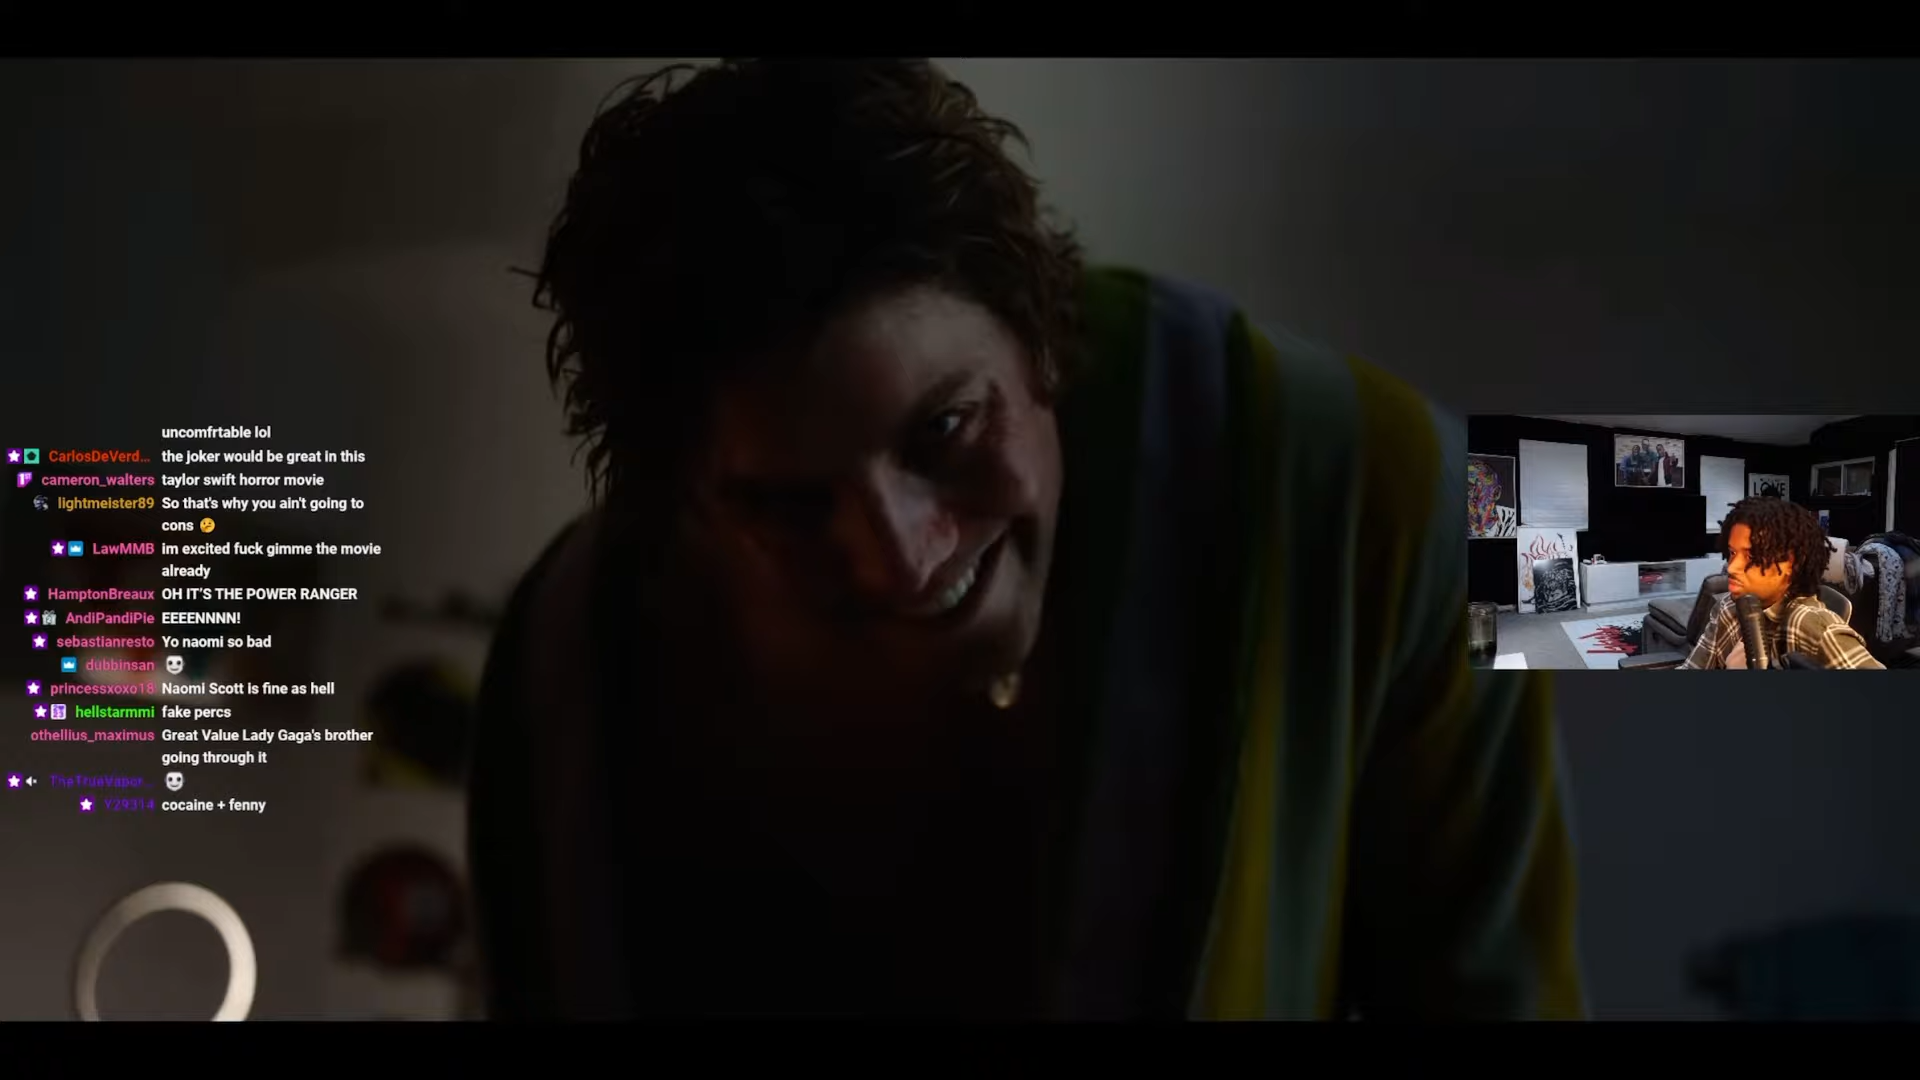 uncomfrtable lol
CarlosDeVerd... the joker would be great in this
cameron_walters taylor swift horror movie
lightmeister89 So that's why you ain't going to
cons 🤔
LawMMB im excited fuck gimme the movie
already
HamptonBreaux OH IT'S THE POWER RANGER
AndiPandiPie EEEENNNN!
sebastianresto Yo naomi so bad
dubbinsan
princessxoxo18 Naomi Scott is fine as hell
hellstarmmi fake percs
othellius_maximus Great Value Lady Gaga's brother
going through it
TheTrueVapor...
Y29314 cocaine + fenny
LOVE